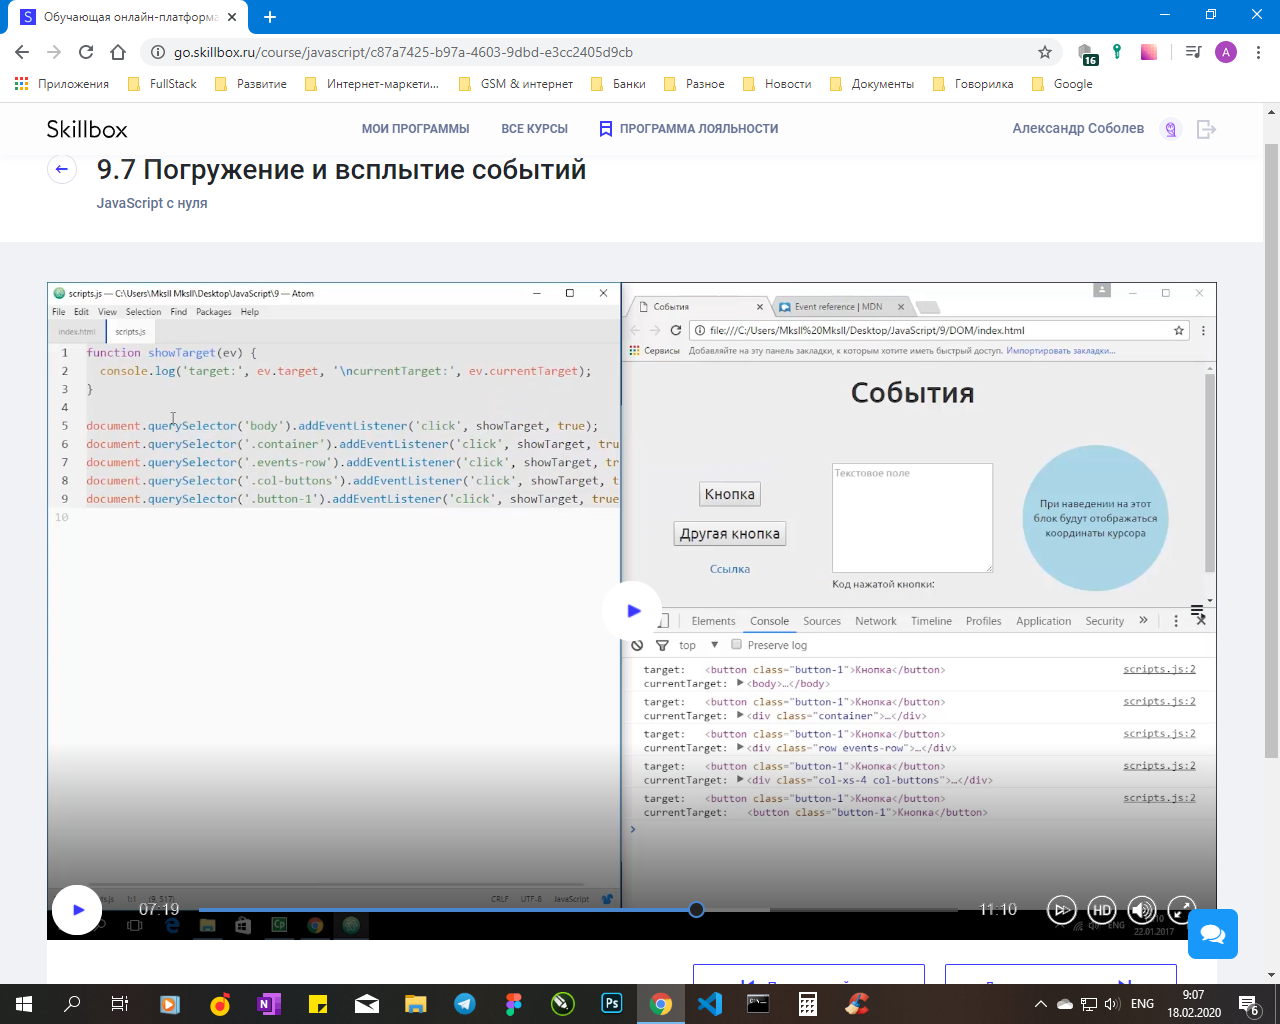 Обучающая онлайн-платформа
go.skillbox.ru/course/javascript/c87a7425-b97a-4603-9dbd-e3cc2405d9cb
16
A
Приложения FullStack Развитие Интернет-маркети... GSM & интернет Банки Разное Новости Документы Говорилка Google
Skillbox МОИ ПРОГРАММЫ ВСЕ КУРСЫ ПРОГРАММА ЛОЯЛЬНОСТИ Александр Соболев
9.7 Погружение и всплытие событий
JavaScript с нуля
scripts.js — C:\Users\Mksll Mksll\Desktop\JavaScript\9 — Atom
File Edit View Selection Find Packages Help
index.html scripts.js
1 function showTarget(ev) {
2 console.log('target:', ev.target, '\ncurrentTarget:', ev.currentTarget);
3 }
4
5 document.querySelector('body').addEventListener('click', showTarget, true);
6 document.querySelector('.container').addEventListener('click', showTarget, tru
7 document.querySelector('.events-row').addEventListener('click', showTarget, tr
8 document.querySelector('.col-buttons').addEventListener('click', showTarget, t
9 document.querySelector('.button-1').addEventListener('click', showTarget, true
10
События Event reference | MDN
file:///C:/Users/Mksll%20Mksll/Desktop/JavaScript/9/DOM/index.html
Сервисы Добавляйте на эту панель закладки, к которым хотите иметь быстрый доступ. Импортировать закладки...
События
Кнопка
Другая кнопка
Ссылка
Текстовое поле
Код нажатой кнопки:
При наведении на этот
блок будут отображаться
координаты курсора
Elements Console Sources Network Timeline Profiles Application Security »
top Preserve log
target: <button class="button-1">Кнопка</button> scripts.js:2
currentTarget: <body>…</body>
target: <button class="button-1">Кнопка</button> scripts.js:2
currentTarget: <div class="container">…</div>
target: <button class="button-1">Кнопка</button> scripts.js:2
currentTarget: <div class="row events-row">…</div>
target: <button class="button-1">Кнопка</button> scripts.js:2
currentTarget: <div class="col-xs-4 col-buttons">…</div>
target: <button class="button-1">Кнопка</button> scripts.js:2
currentTarget: <button class="button-1">Кнопка</button>
1:1 (9, 517) CRLF UTF-8 JavaScript
07:19 11:10 HD
ENG
22.01.2017
ENG 9:07
18.02.2020
6